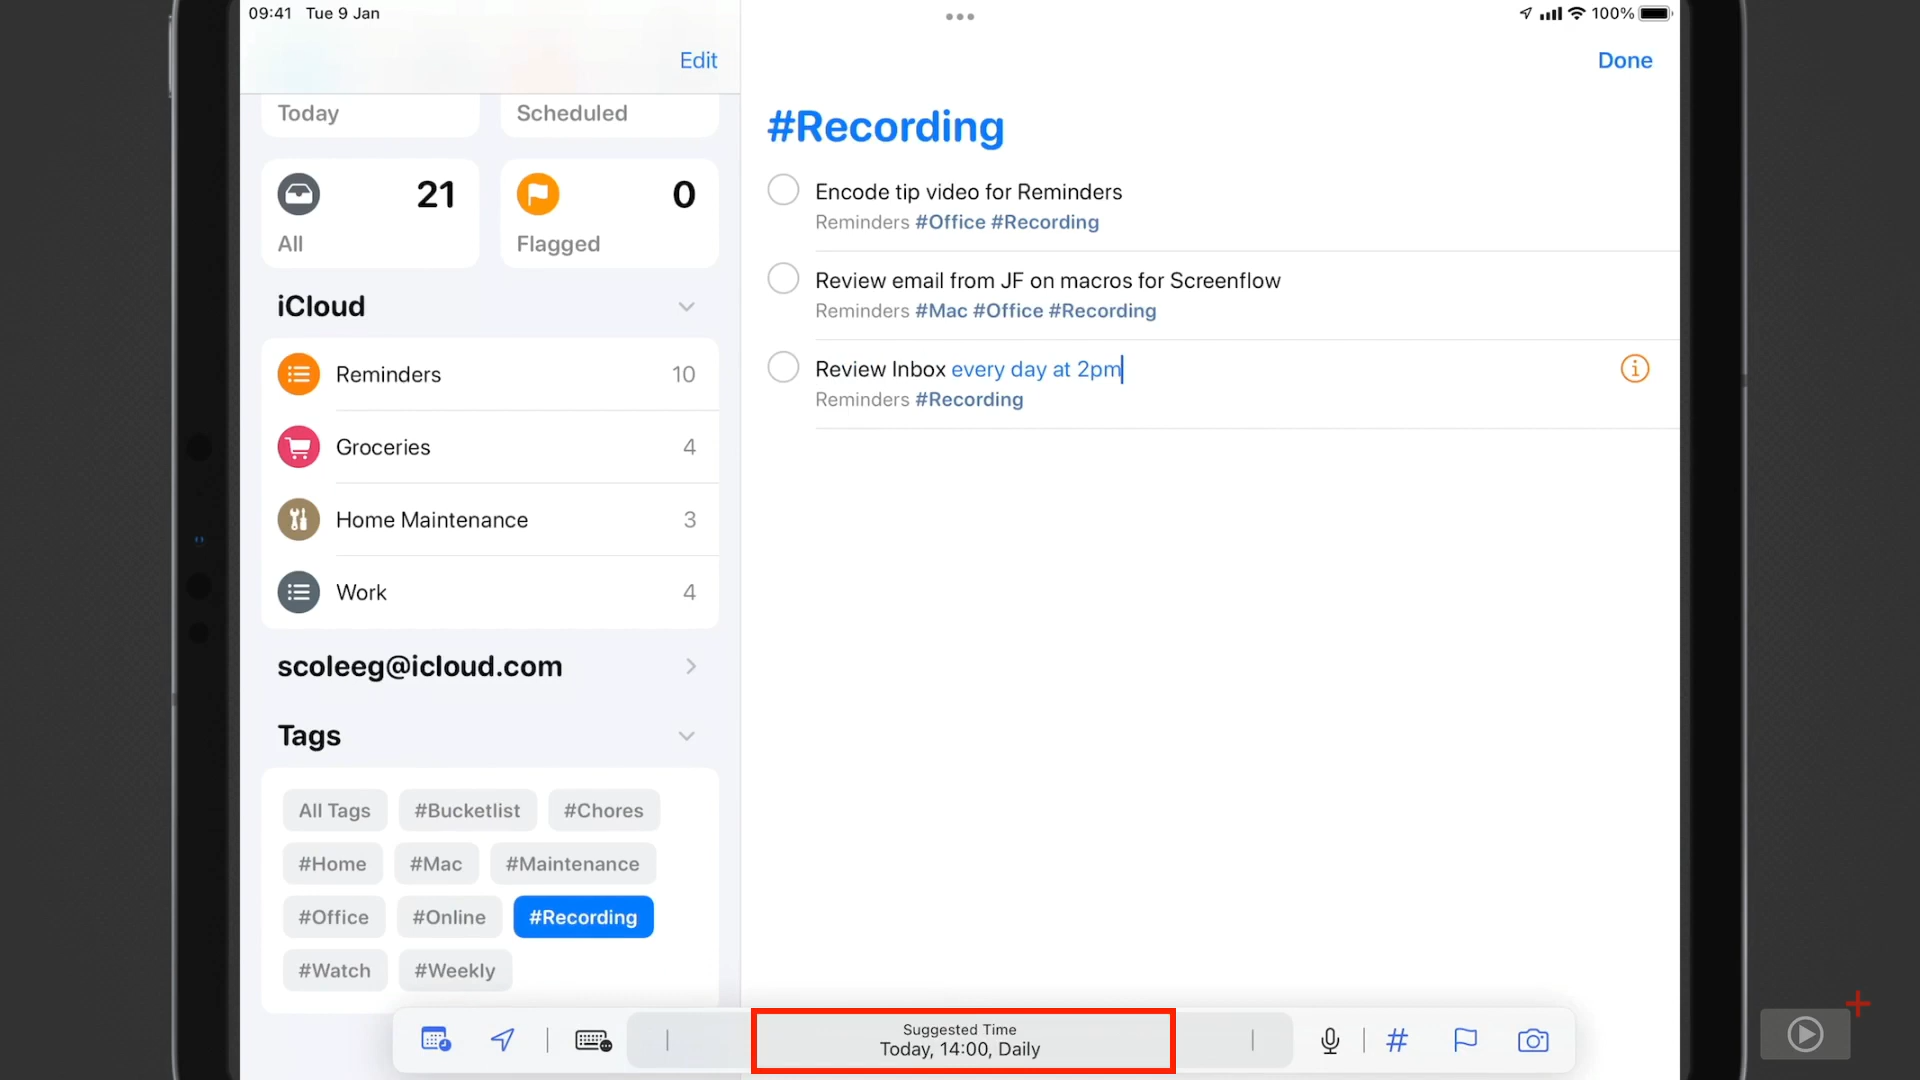 09:41 Tue 9 Jan
100%
Edit
Done
Today
Scheduled
21
All
0
Flagged
iCloud
Reminders 10
Groceries 4
Home Maintenance 3
Work 4
scoleeg@icloud.com
Tags
All Tags #Bucketlist #Chores
#Home #Mac #Maintenance
#Office #Online #Recording
#Watch #Weekly
#Recording
Encode tip video for Reminders
Reminders #Office #Recording
Review email from JF on macros for Screenflow
Reminders #Mac #Office #Recording
Review Inbox every day at 2pm
Reminders #Recording
Suggested Time
Today, 14:00, Daily